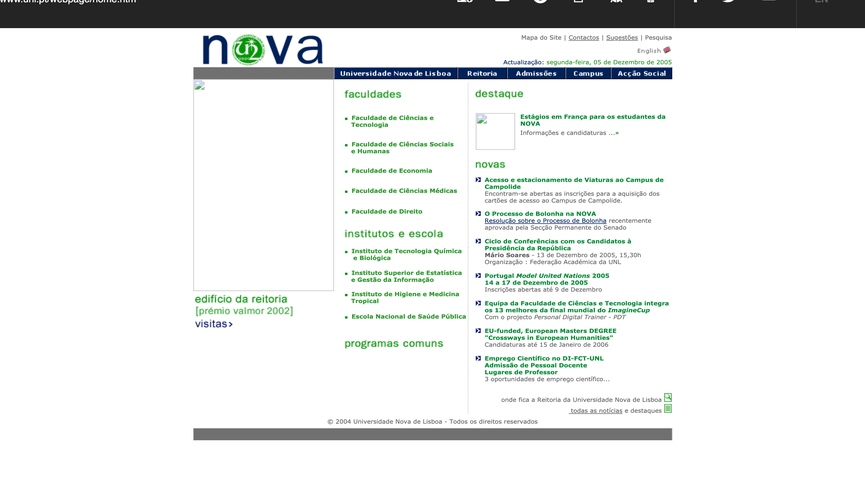 www.unl.pt/webpage/home.htm
EN
nova
Mapa do Site | Contactos | Sugestões | Pesquisa
English
Actualização: segunda-feira, 05 de Dezembro de 2005
Universidade Nova de Lisboa | Reitoria | Admissões | Campus | Acção Social
faculdades
Faculdade de Ciências e
Tecnologia
Faculdade de Ciências Sociais
e Humanas
Faculdade de Economia
Faculdade de Ciências Médicas
Faculdade de Direito
institutos e escola
Instituto de Tecnologia Química
e Biológica
Instituto Superior de Estatística
e Gestão da Informação
Instituto de Higiene e Medicina
Tropical
Escola Nacional de Saúde Pública
programas comuns
edifício da reitoria
[prémio valmor 2002]
visitas>
destaque
Estágios em França para os estudantes da
NOVA
Informações e candidaturas ...»
novas
Acesso e estacionamento de Viaturas ao Campus de
Campolide
Encontram-se abertas as inscrições para a aquisição dos
cartões de acesso ao Campus de Campolide.
O Processo de Bolonha na NOVA
Resolução sobre o Processo de Bolonha recentemente
aprovada pela Secção Permanente do Senado
Ciclo de Conferências com os Candidatos à
Presidência da República
Mário Soares - 13 de Dezembro de 2005, 15,30h
Organização : Federação Académica da UNL
Portugal Model United Nations 2005
14 a 17 de Dezembro de 2005
Inscrições abertas até 9 de Dezembro
Equipa da Faculdade de Ciências e Tecnologia integra
os 13 melhores da final mundial do ImagineCup
Com o projecto Personal Digital Trainer - PDT
EU-funded, European Masters DEGREE
"Crossways in European Humanities"
Candidaturas até 15 de Janeiro de 2006
Emprego Científico no DI-FCT-UNL
Admissão de Pessoal Docente
Lugares de Professor
3 oportunidades de emprego científico...
onde fica a Reitoria da Universidade Nova de Lisboa
todas as notícias e destaques
© 2004 Universidade Nova de Lisboa - Todos os direitos reservados